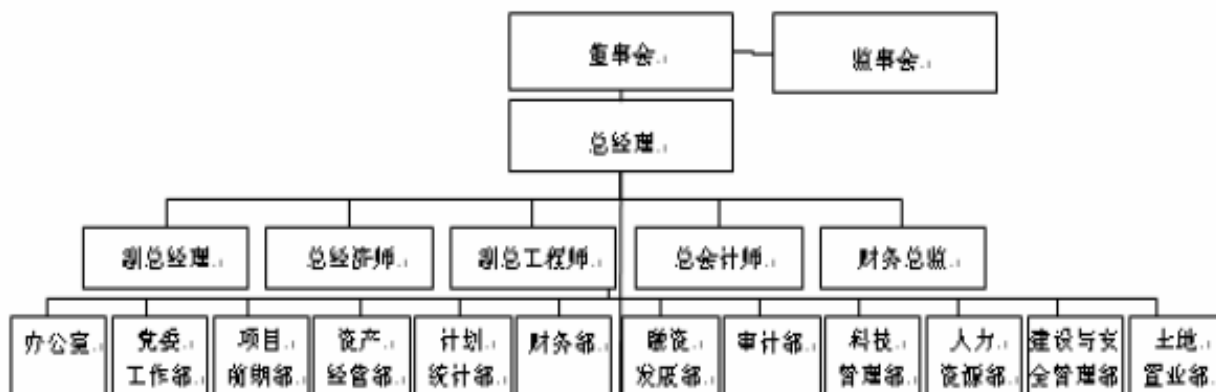 董事会
监事会
总经理
副总经理
总经济师
副总工程师
总会计师
财务总监
办公室
党委
工作部
项目
前期部
资产
经营部
计划
统计部
财务部
融资
发展部
审计部
科技
管理部
人力
资源部
建设与安
全管理部
土地
置业部